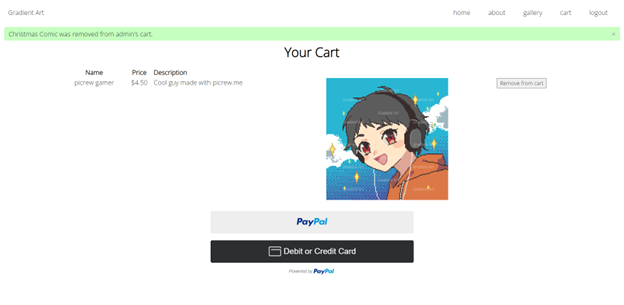 Gradient Art
home about gallery cart logout
Christmas Comic was removed from admin's cart.
×
Your Cart
Name Price Description
picrew gamer $4.50 Cool guy made with picrew.me
Remove from cart
PayPal
Debit or Credit Card
Powered by PayPal